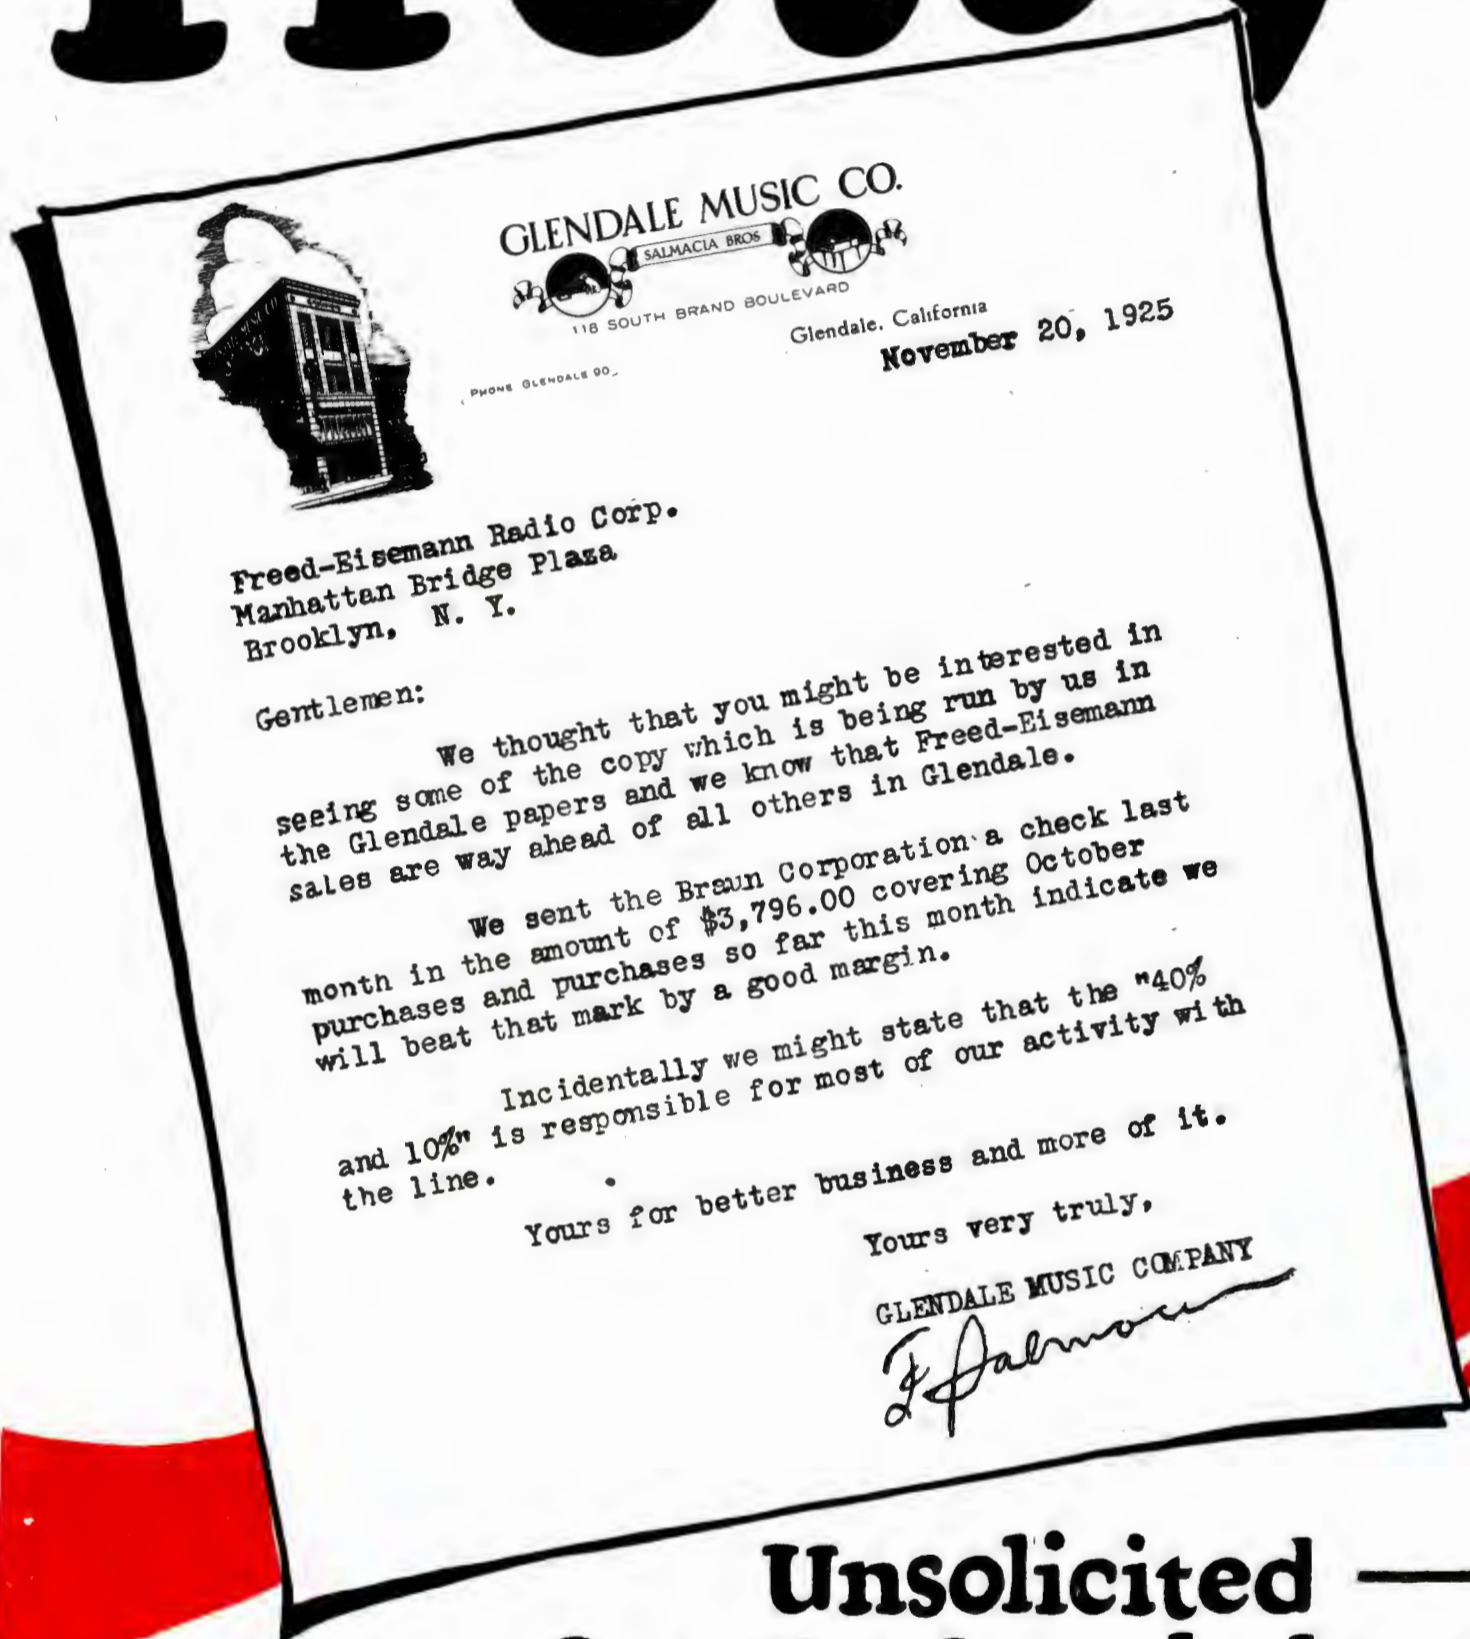 GLENDALE MUSIC CO.
SALMACIA BROS
118 SOUTH BRAND BOULEVARD
Glendale, California
PHONE GLENDALE 90
November 20, 1925
Freed-Eisemann Radio Corp.
Manhattan Bridge Plaza
Brooklyn, N. Y.
Gentlemen:
We thought that you might be interested in
seeing some of the copy which is being run by us in
the Glendale papers and we know that Freed-Eisemann
sales are way ahead of all others in Glendale.
We sent the Braun Corporation a check last
month in the amount of $3,796.00 covering October
purchases and purchases so far this month indicate we
will beat that mark by a good margin.
Incidentally we might state that the "40%
and 10%" is responsible for most of our activity with
the line.
Yours for better business and more of it.
Yours very truly,
GLENDALE MUSIC COMPANY
Unsolicited —